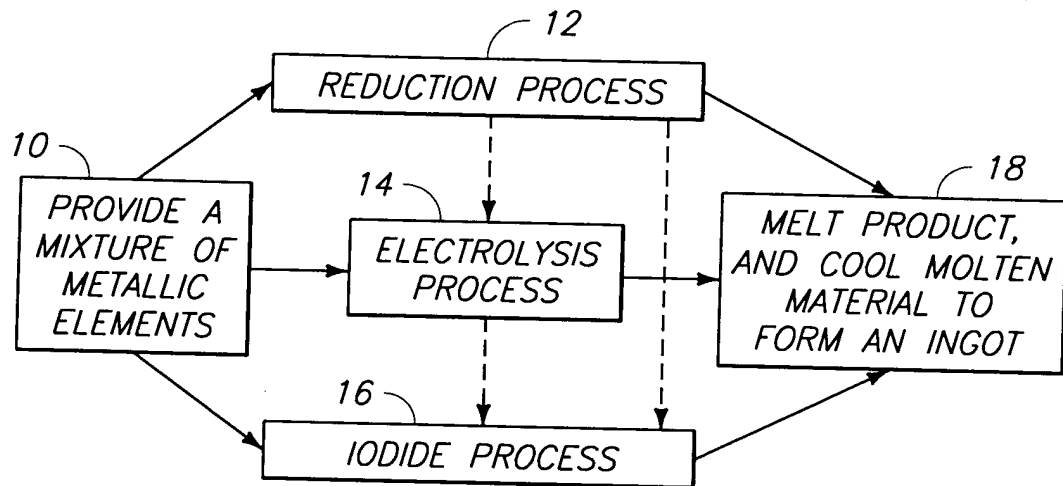 12
REDUCTION PROCESS
10
PROVIDE A
MIXTURE OF
METALLIC
ELEMENTS
14
ELECTROLYSIS
PROCESS
18
MELT PRODUCT,
AND COOL MOLTEN
MATERIAL TO
FORM AN INGOT
16
IODIDE PROCESS